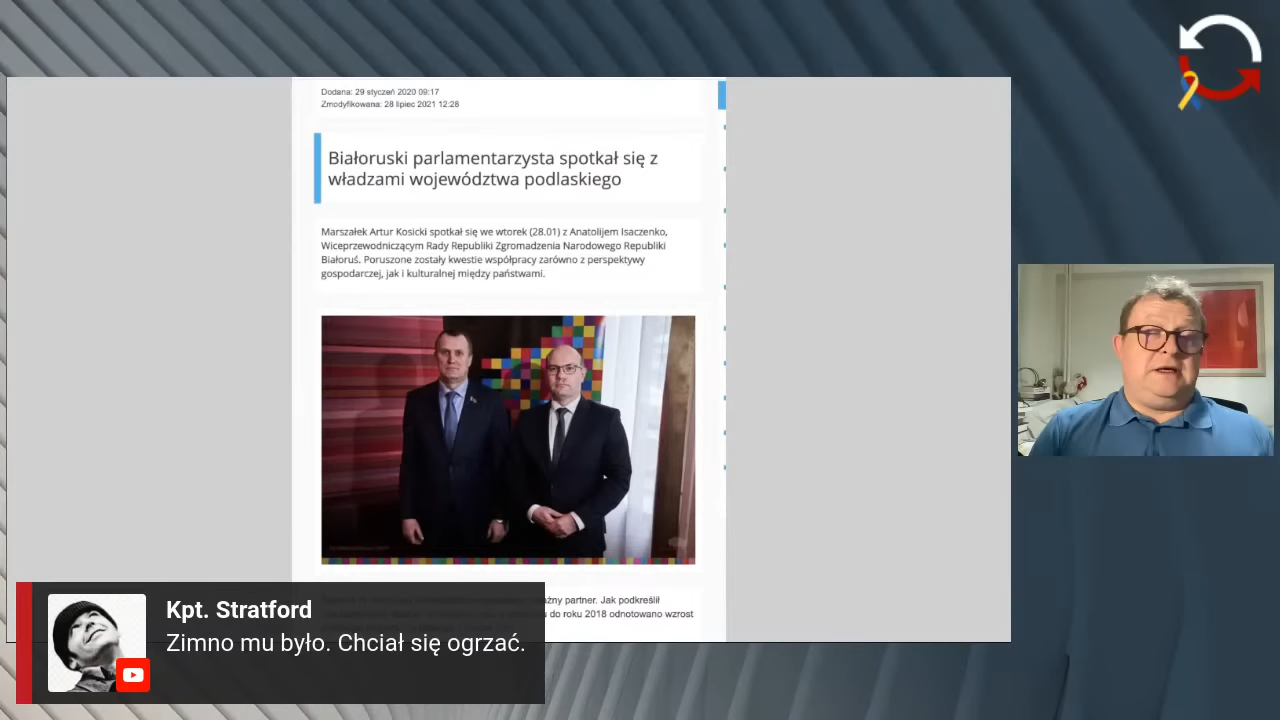 Dodana: 29 styczeń 2020 09:17
Zmodyfikowana: 28 lipiec 2021 12:28
Białoruski parlamentarzysta spotkał się z
władzami województwa podlaskiego
Marszałek Artur Kosicki spotkał się we wtorek (28.01) z Anatolijem Isaczenko,
Wiceprzewodniczącym Rady Republiki Zgromadzenia Narodowego Republiki
Białoruś. Poruszone zostały kwestie współpracy zarówno z perspektywy
gospodarczej, jak i kulturalnej między państwami.
partner. Jak podkreślił
do roku 2018 odnotowano wzrost
Kpt. Stratford
Zimno mu było. Chciał się ogrzać.